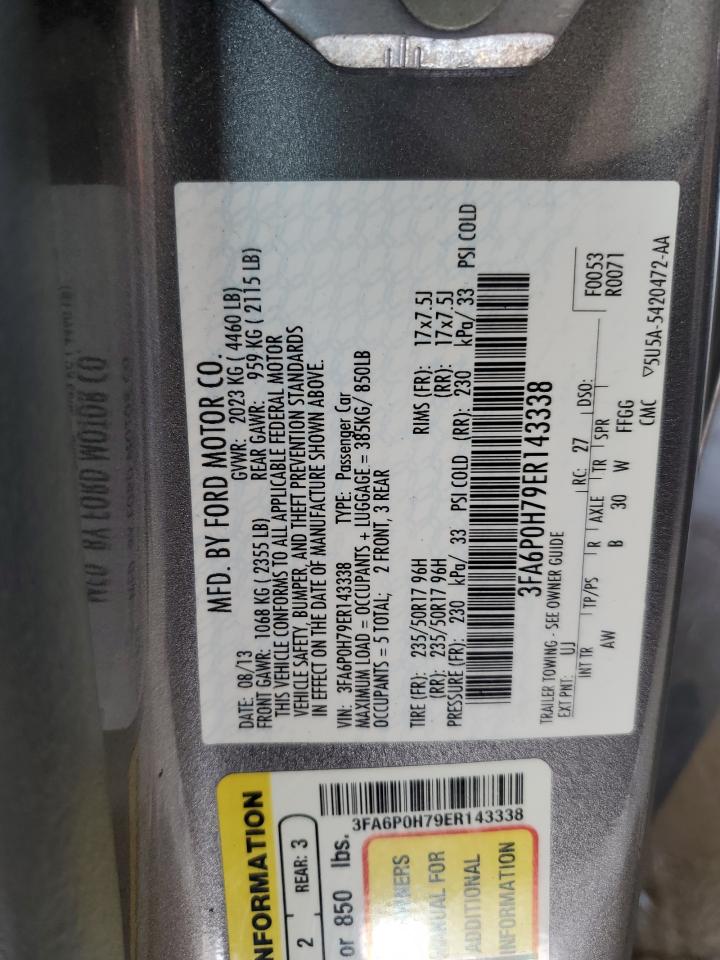 MFD. BY FORD MOTOR CO.
DATE: 08/13 GVWR: 2023 KG ( 4460 LB)
FRONT GAWR: 1068 KG ( 2355 LB) REAR GAWR: 959 KG ( 2115 LB)
THIS VEHICLE CONFORMS TO ALL APPLICABLE FEDERAL MOTOR
VEHICLE SAFETY, BUMPER, AND THEFT PREVENTION STANDARDS
IN EFFECT ON THE DATE OF MANUFACTURE SHOWN ABOVE.
VIN: 3FA6P0H79ER143338 TYPE: Passenger Car
MAXIMUM LOAD = OCCUPANTS + LUGGAGE = 385KG/ 850LB
OCCUPANTS = 5 TOTAL; 2 FRONT, 3 REAR
TIRE (FR): 235/50R17 96H RIMS (FR): 17x7.5J
(RR): 235/50R17 96H (RR): 17x7.5J
PRESSURE (FR): 230 kPa/ 33 PSI COLD (RR): 230 kPa/ 33 PSI COLD
3FA6P0H79ER143338
TRAILER TOWING - SEE OWNER GUIDE
F0053
R0071
EXT PNT: UJ RC: 27 DSO:
INT TR TP/PS R AXLE TR SPR
AW B 30 W FFGG
CMC ▽5U5A-5420472-AA
NFORMATION
2 REAR: 3
or 850 lbs.
3FA6P0H79ER143338
MANUAL FOR
ADDITIONAL
INFORMATION